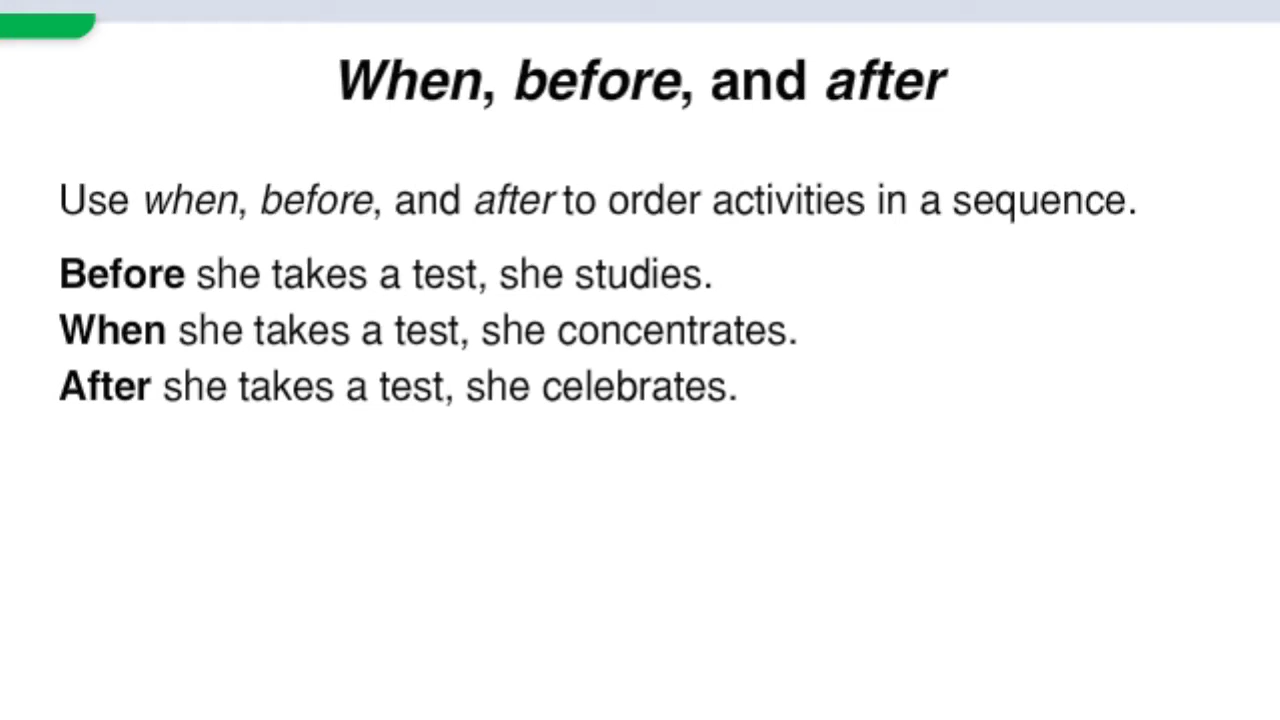 When, before, and after
Use when, before, and after to order activities in a sequence.
Before she takes a test, she studies.
When she takes a test, she concentrates.
After she takes a test, she celebrates.